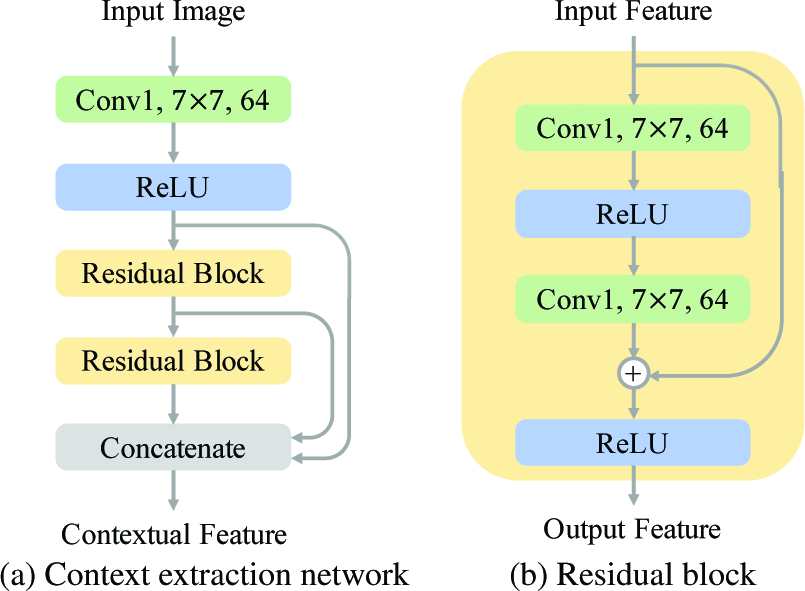 Input Image
Conv1, 7×7, 64
ReLU
Residual Block
Residual Block
Concatenate
Contextual Feature
(a) Context extraction network
Input Feature
Conv1, 7×7, 64
ReLU
Conv1, 7×7, 64
+
ReLU
Output Feature
(b) Residual block